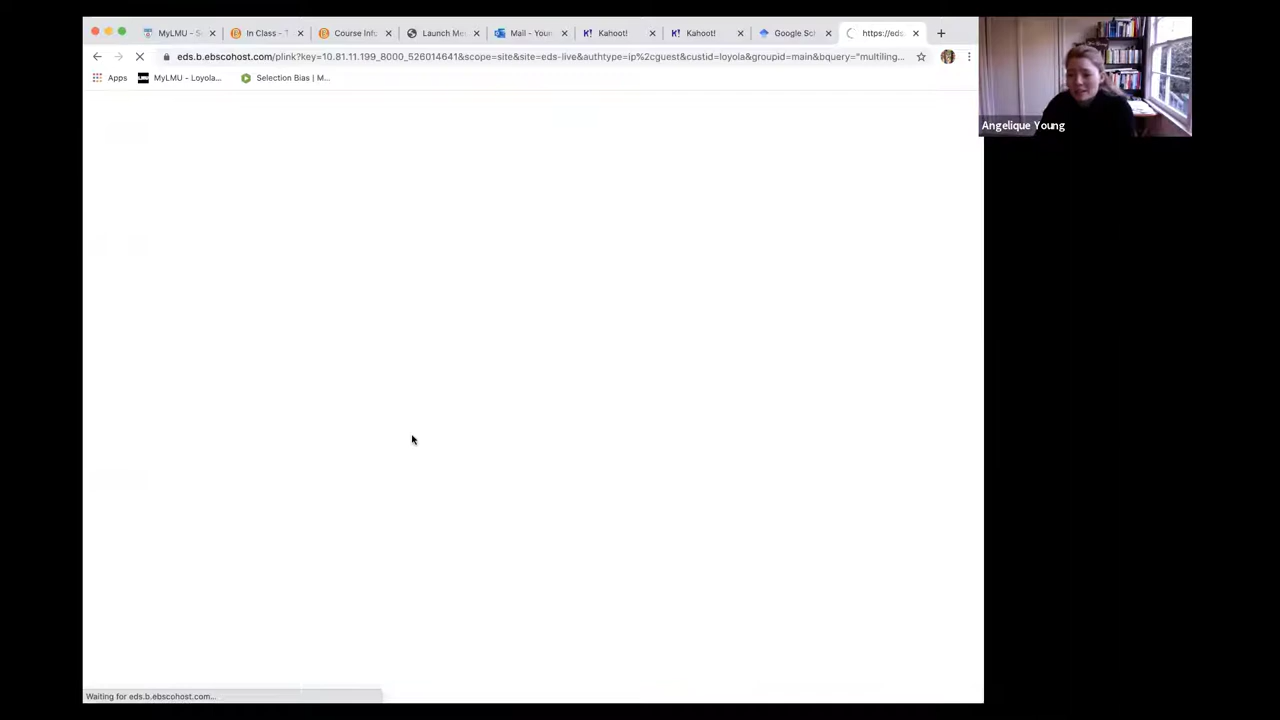 MyLMU - S
In Class - T
Course Info
Launch Me
Mail - Youn
Kahoot!
Kahoot!
Google Sch
https://eds
eds.b.ebscohost.com/plink?key=10.81.11.199_8000_526014641&scope=site&site=eds-live&authtype=ip%2cguest&custid=loyola&groupid=main&bquery="multiling...
Apps
MyLMU - Loyola...
Selection Bias | M...
Angelique Young
Waiting for eds.b.ebscohost.com...